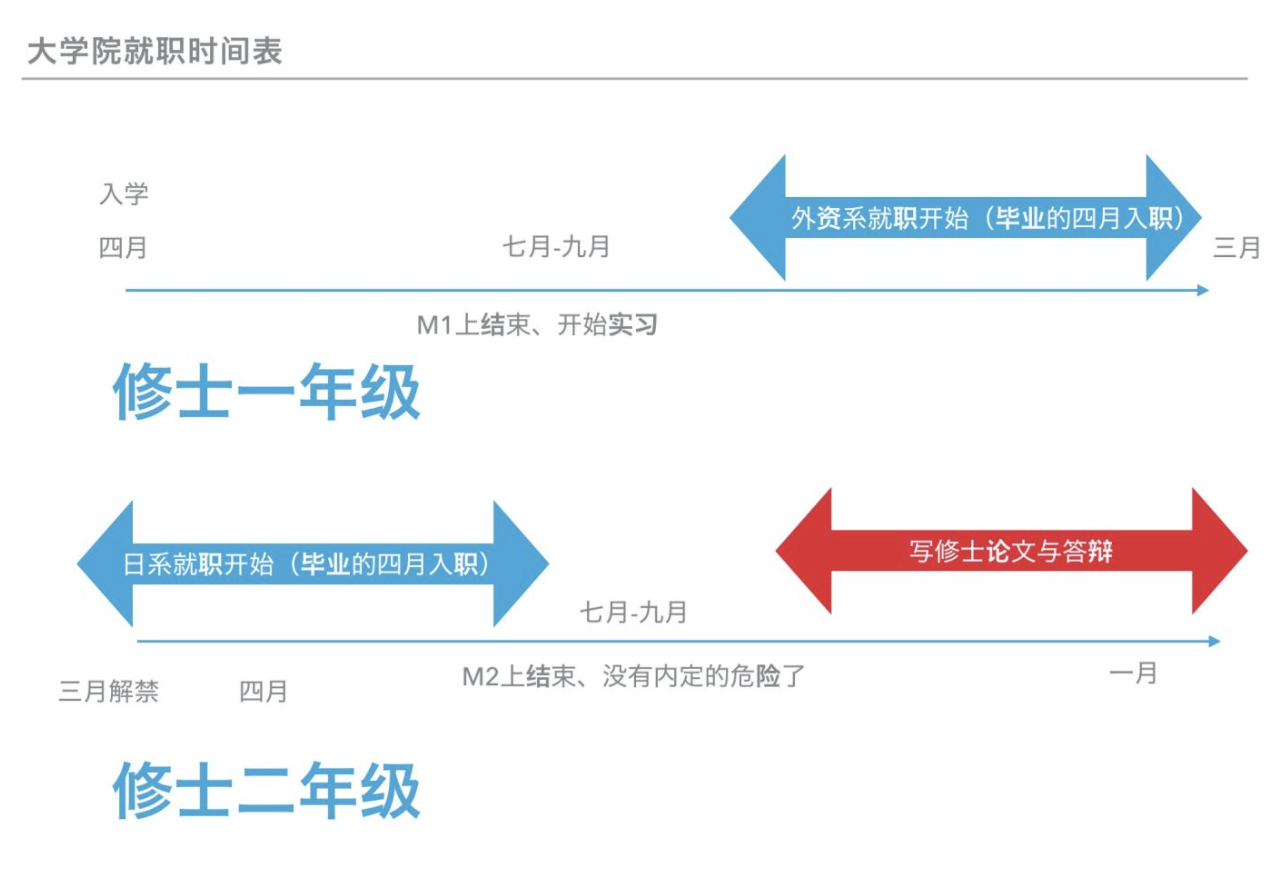 大学院就职时间表
入学
四月
七月-九月
外资系就职开始（毕业的四月入职）
三月
M1上结束、开始实习
修士一年级
日系就职开始（毕业的四月入职）
写修士论文与答辩
七月-九月
三月解禁
四月
M2上结束、没有内定的危险了
一月
修士二年级